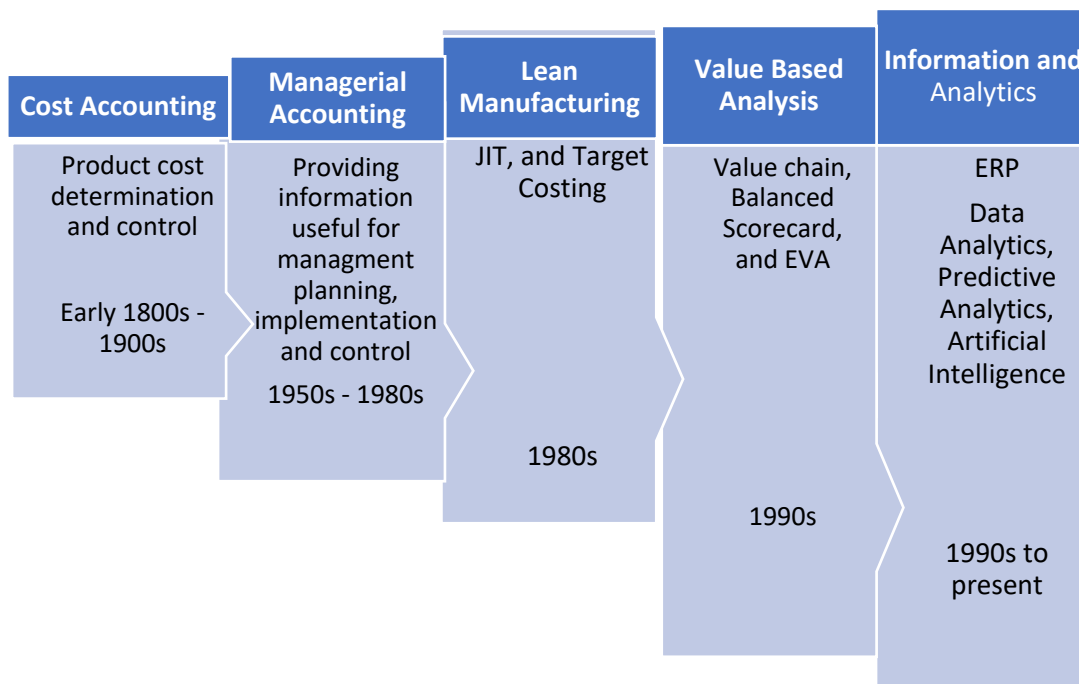 Cost Accounting
Product cost
determination
and control
Early 1800s -
1900s
Managerial
Accounting
Providing
information
useful for
managment
planning,
implementation
and control
1950s - 1980s
Lean
Manufacturing
JIT, and Target
Costing
1980s
Value Based
Analysis
Value chain,
Balanced
Scorecard,
and EVA
1990s
Information and
Analytics
ERP
Data
Analytics,
Predictive
Analytics,
Artificial
Intelligence
1990s to
present